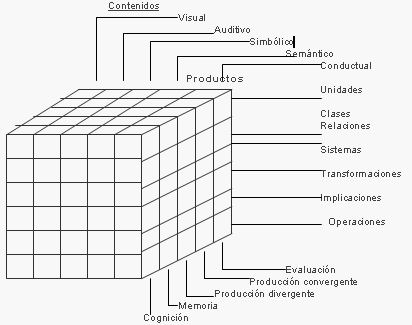 Contenidos
Visual
Auditivo
Simbólico
Semántico
Conductual
Productos
Unidades
Clases
Relaciones
Sistemas
Transformaciones
Implicaciones
Operaciones
Evaluación
Producción convergente
Producción divergente
Memoria
Cognición